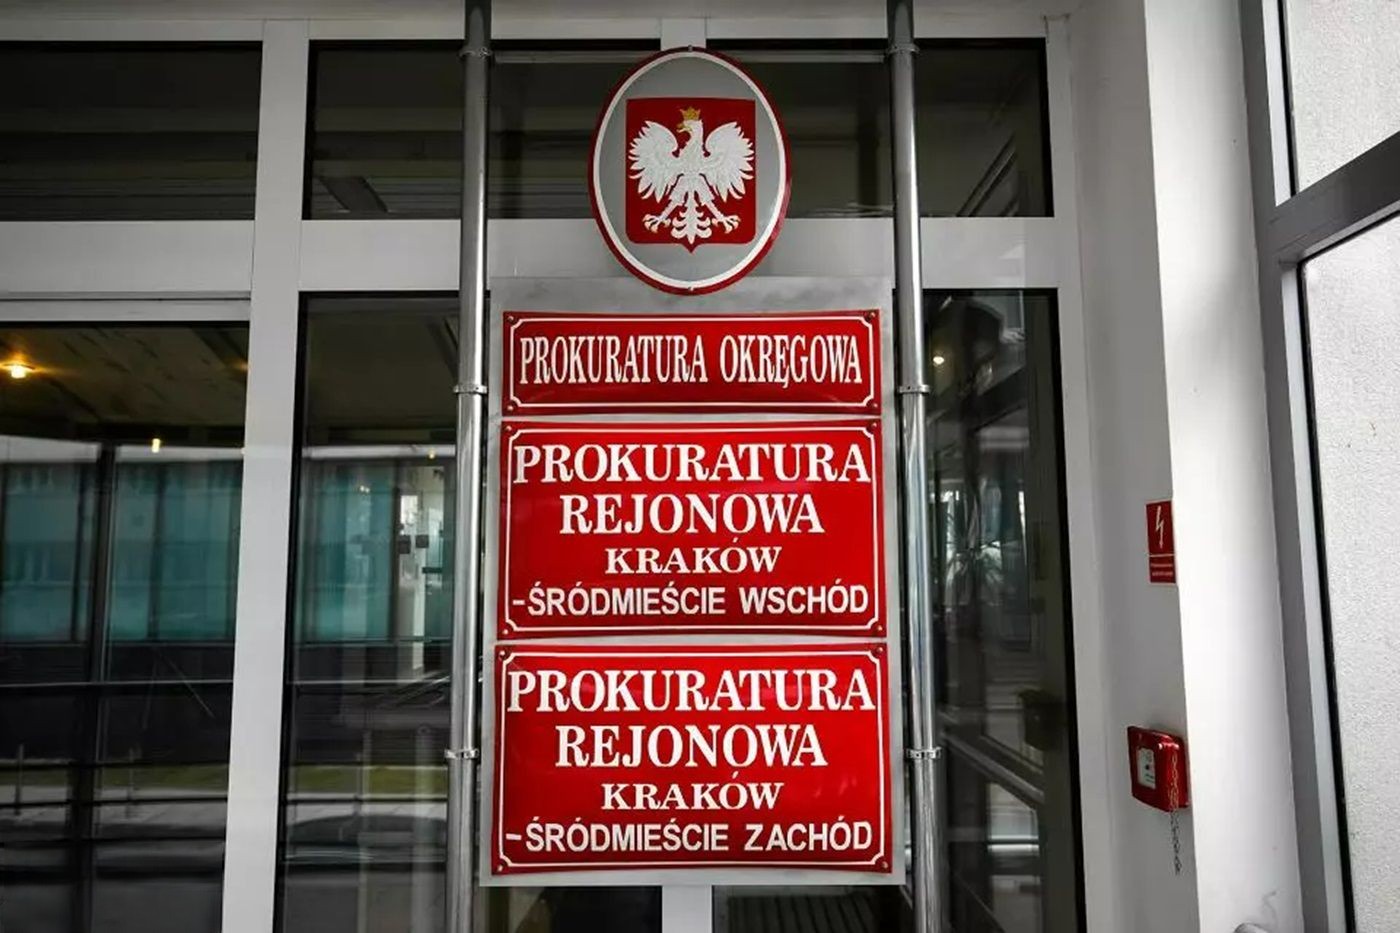 PROKURATURA OKRĘGOWA
PROKURATURA
REJONOWA
KRAKÓW
-ŚRÓDMIEŚCIE WSCHÓD
PROKURATURA
REJONOWA
KRAKÓW
-ŚRÓDMIEŚCIE ZACHÓD